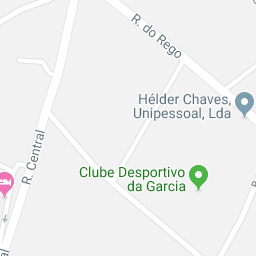 R. do Rego
Hélder Chaves,
Unipessoal, Lda
R. Central
Clube Desportivo
da Garcia